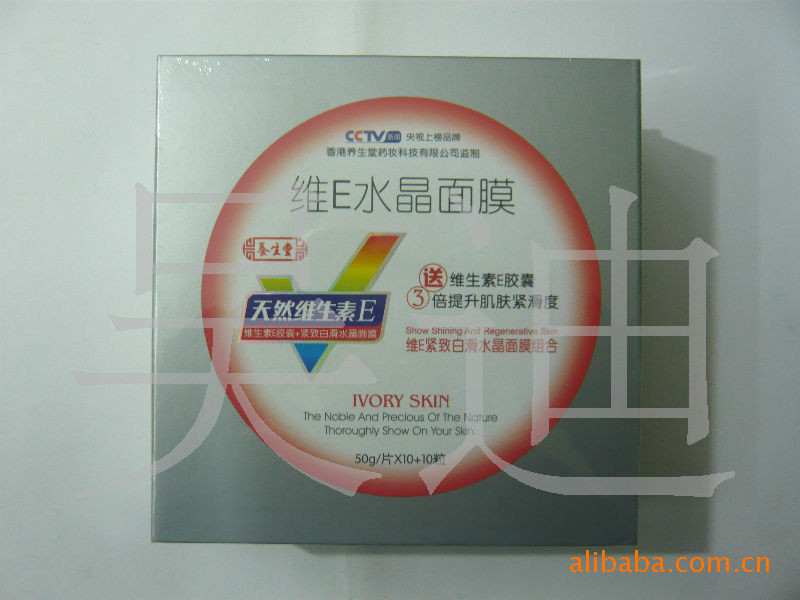 CCTV 新闻 央视上榜品牌
香港养生堂药妆科技有限公司监制
维E水晶面膜
养生堂
天然维生素E
维生素E胶囊+紧致白滑水晶面膜
送维生素E胶囊
3倍提升肌肤紧滑度
Show Shining And Regenerative Skin
维E紧致白滑水晶面膜组合
IVORY SKIN
The Noble And Precious Of The Nature
Thoroughly Show On Your Skin.
50g/片X10+10粒
吴迪
alibaba.com.cn